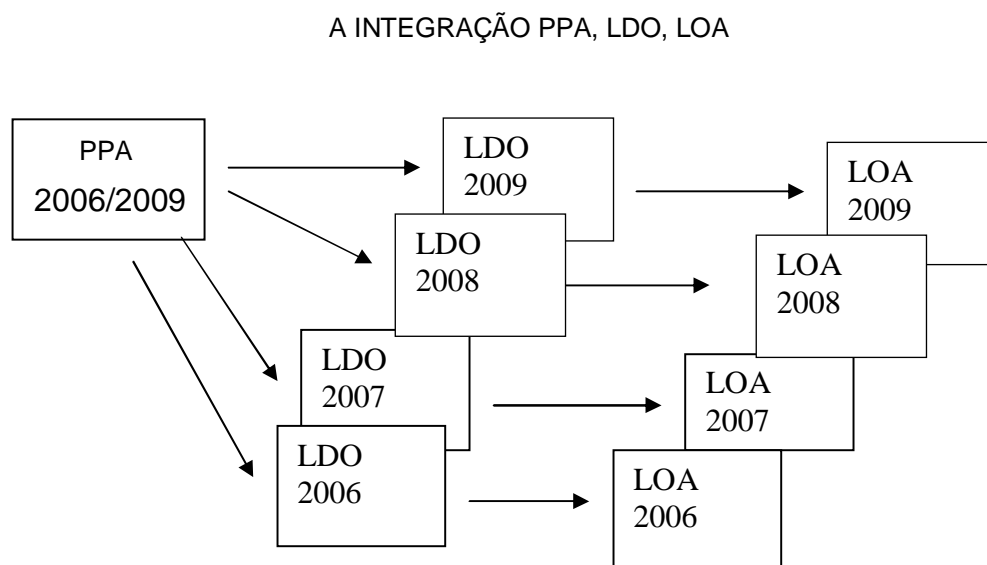 A INTEGRAÇÃO PPA, LDO, LOA
PPA
2006/2009
LDO
2009
LOA
2009
LDO
2008
LOA
2008
LDO
2007
LOA
2007
LDO
2006
LOA
2006